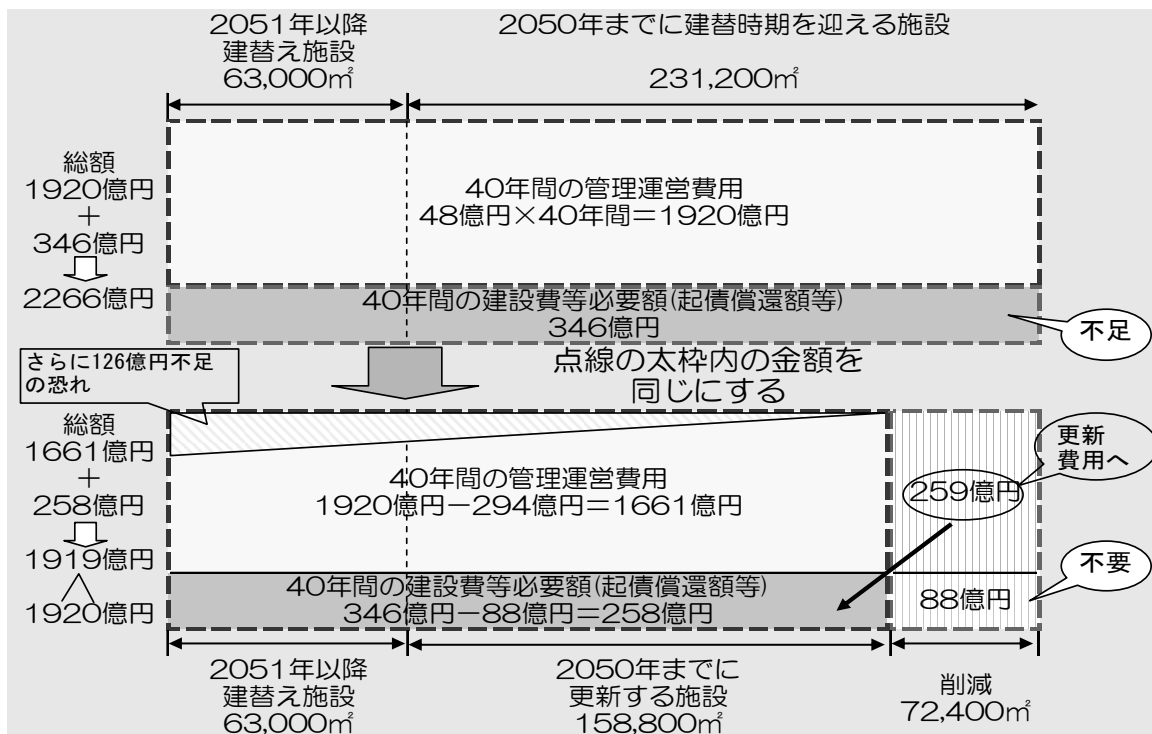 2051年以降
建替え施設
63,000㎡
2050年までに建替時期を迎える施設
231,200㎡
総額
1920億円
＋
346億円
2266億円
40年間の管理運営費用
48億円×40年間＝1920億円
40年間の建設費等必要額(起債償還額等)
346億円
不足
さらに126億円不足
の恐れ
点線の太枠内の金額を
同じにする
総額
1661億円
＋
258億円
1919億円
＜
1920億円
40年間の管理運営費用
1920億円－294億円＝1661億円
259億円
更新
費用へ
40年間の建設費等必要額(起債償還額等)
346億円－88億円＝258億円
88億円
不要
2051年以降
建替え施設
63,000㎡
2050年までに
更新する施設
158,800㎡
削減
72,400㎡